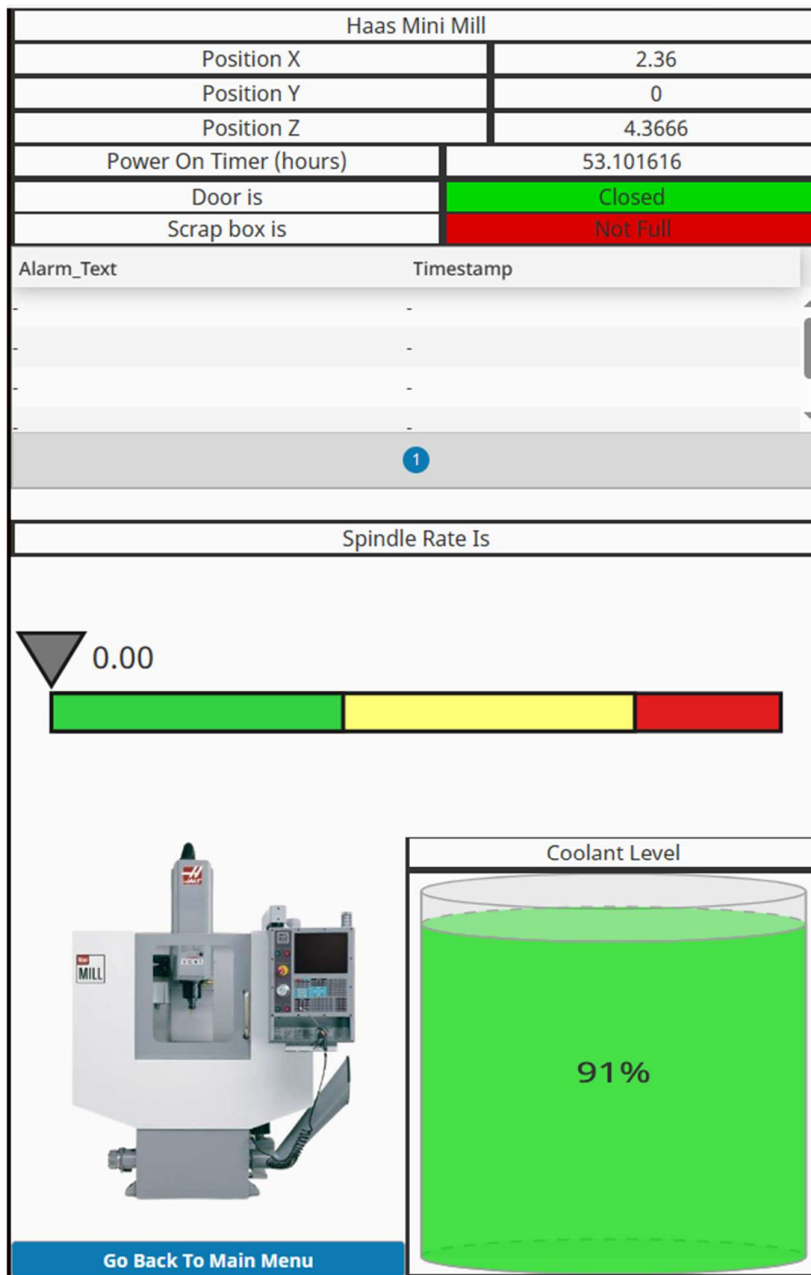 Haas Mini Mill
Position X 2.36
Position Y 0
Position Z 4.3666
Power On Timer (hours) 53.101616
Door is Closed
Scrap box is Not Full
Alarm_Text Timestamp
- -
- -
- -
- -
1
Spindle Rate Is
0.00
Coolant Level
MILL
91%
Go Back To Main Menu